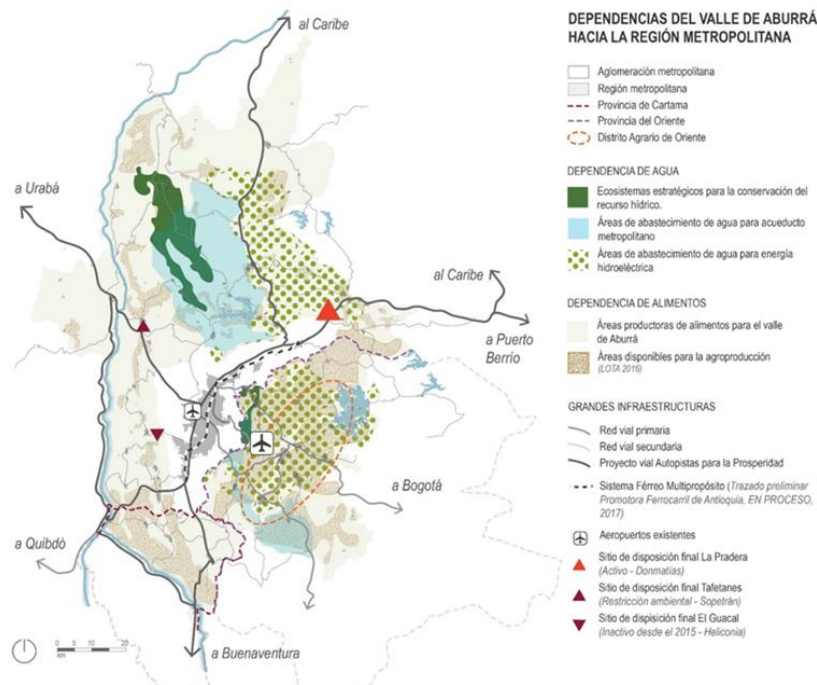 al Caribe
a Urabá
al Caribe
a Puerto
Berrio
a Bogotá
a Quibdò
a Buenaventura
0 5 10 20
km
DEPENDENCIAS DEL VALLE DE ABURRÁ
HACIA LA REGIÓN METROPOLITANA
Aglomeración metropolitana
Región metropolitana
Provincia de Cartama
Provincia del Oriente
Distrito Agrario de Oriente
DEPENDENCIA DE AGUA
Ecosistemas estratégicos para la conservación del
recurso hídrico.
Áreas de abastecimiento de agua para acueducto
metropolitano
Áreas de abastecimiento de agua para energía
hidroeléctrica
DEPENDENCIA DE ALIMENTOS
Áreas productoras de alimentos para el valle
de Aburrá
Áreas disponibles para la agroproducción
(LOTA 2016)
GRANDES INFRAESTRUCTURAS
Red vial primaria
Red vial secundaria
Proyecto vial Autopistas para la Prosperidad
Sistema Férreo Multipropósito (Trazado preliminar
Promotora Ferrocarril de Antioquia, EN PROCESO,
2017)
Aeropuertos existentes
Sitio de disposición final La Pradera
(Activo - Donmatías)
Sitio de disposición final Tafetanes
(Restricción ambiental - Sopetrán)
Sitio de dispisición final El Guacal
(Inactivo desde el 2015 - Heliconia)